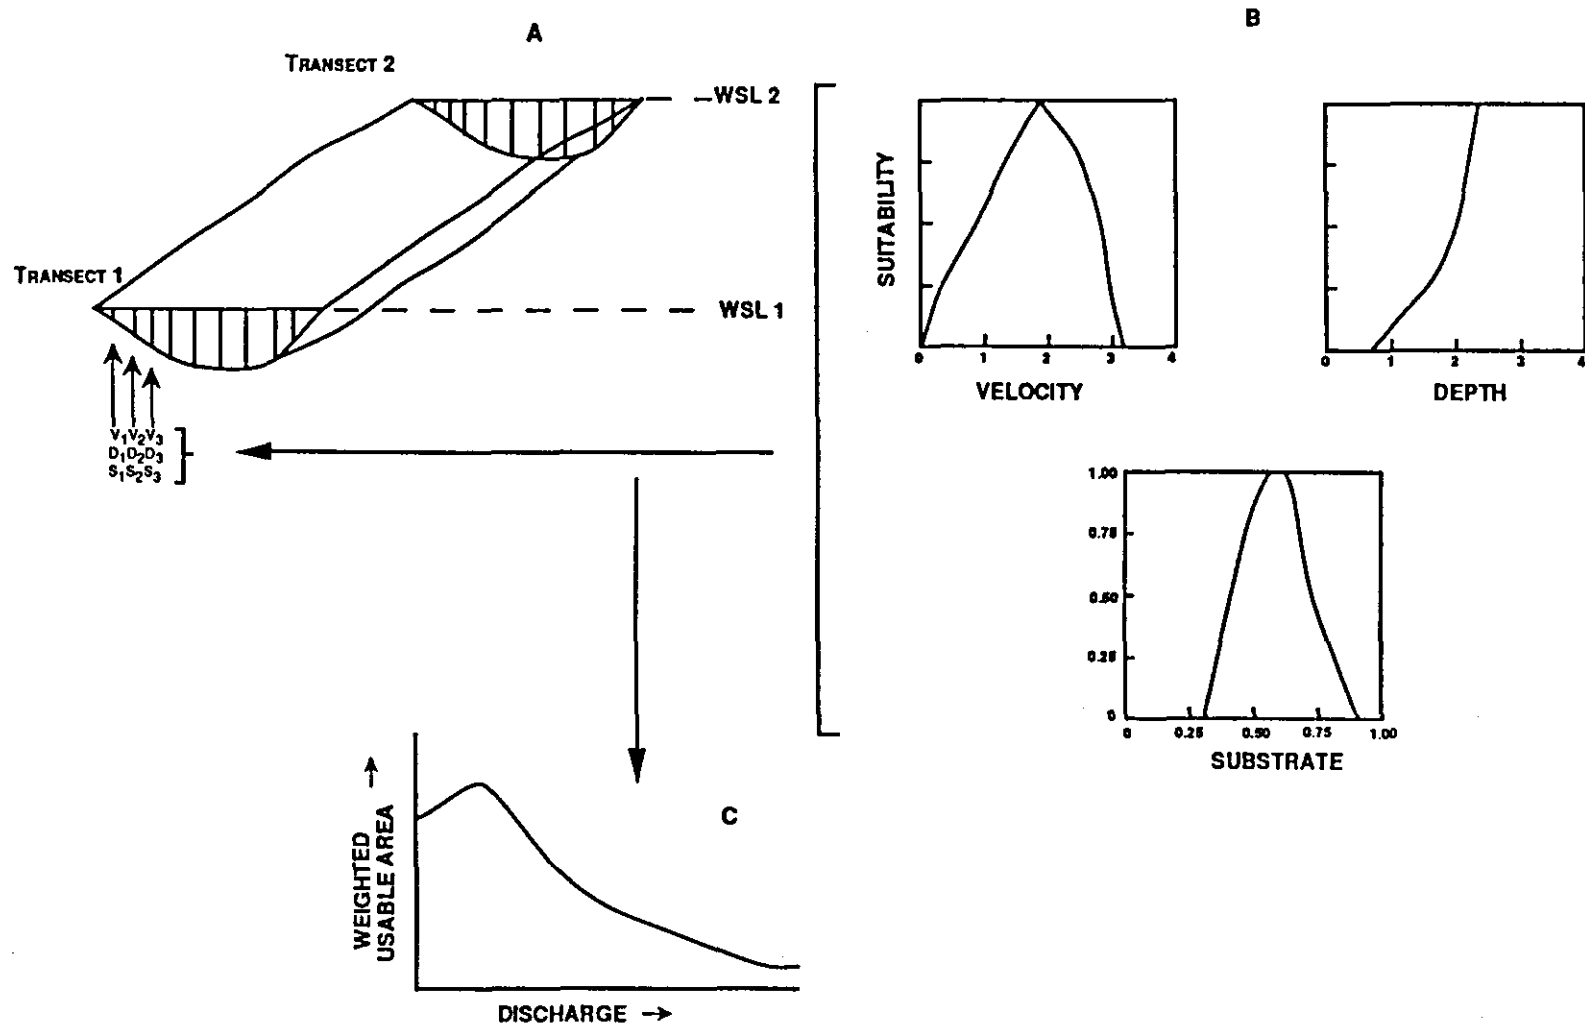 A
B
TRANSECT 2
WSL 2
TRANSECT 1
WSL 1
V1V2V3
D1D2D3
S1S2S3
SUITABILITY
0 1 2 3 4
VELOCITY
0 1 2 3 4
DEPTH
1.00
0.75
0.50
0.25
0
0 0.25 0.50 0.75 1.00
SUBSTRATE
C
WEIGHTED
USABLE AREA →
DISCHARGE →